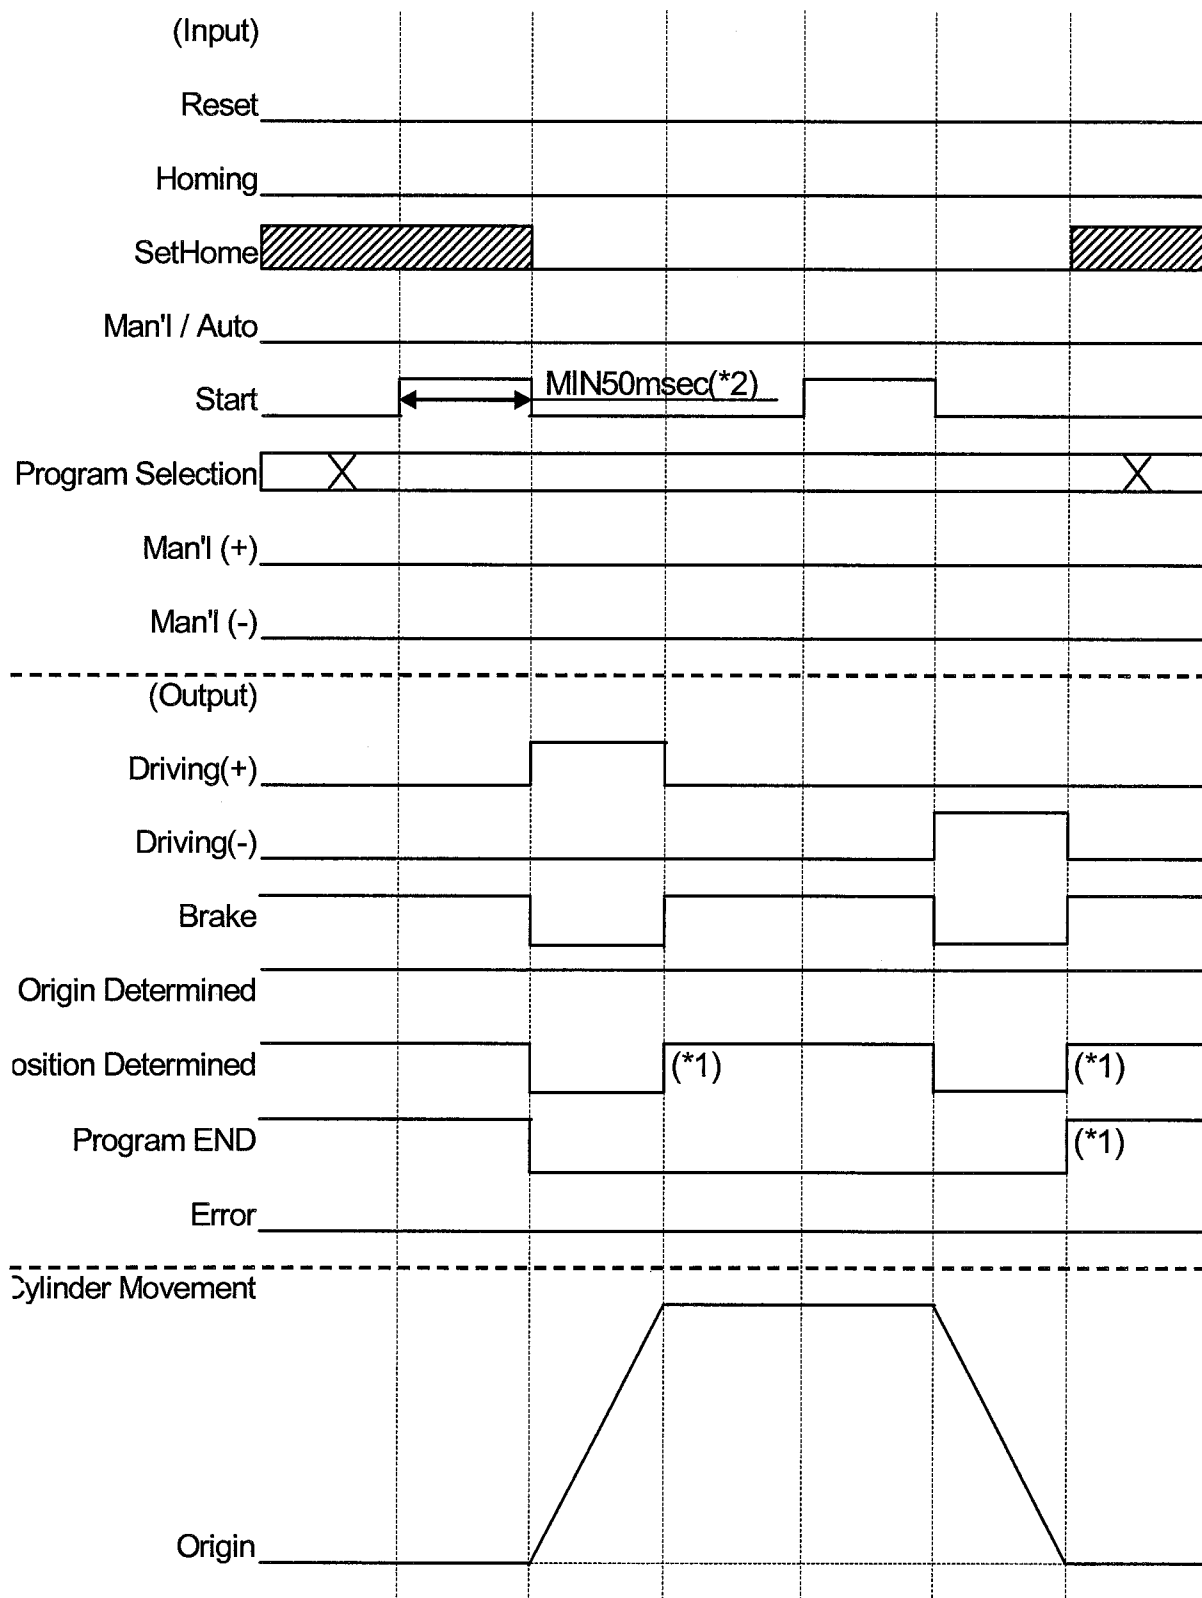 (Input)
Reset
Homing
SetHome
Man'l / Auto
Start
MIN50msec(*2)
Program Selection
Man'l (+)
Man'l (-)
(Output)
Driving(+)
Driving(-)
Brake
Origin Determined
osition Determined
(*1)
(*1)
Program END
(*1)
Error
Cylinder Movement
Origin